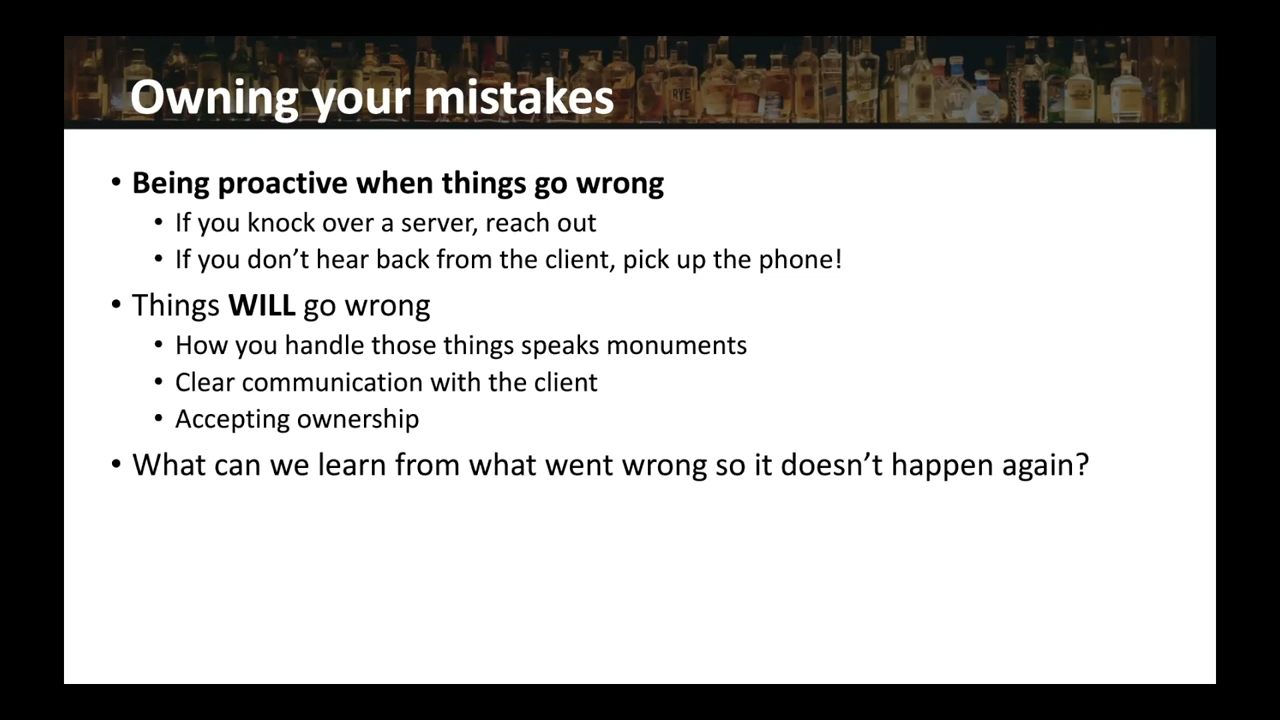 Owning your mistakes
RYE
• Being proactive when things go wrong
• If you knock over a server, reach out
• If you don’t hear back from the client, pick up the phone!
• Things WILL go wrong
• How you handle those things speaks monuments
• Clear communication with the client
• Accepting ownership
• What can we learn from what went wrong so it doesn’t happen again?